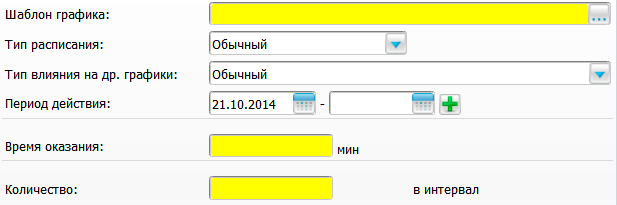 Шаблон графика: ...
Тип расписания: Обычный
Тип влияния на др. графики: Обычный
Период действия: 21.10.2014 -
Время оказания: мин
Количество: в интервал